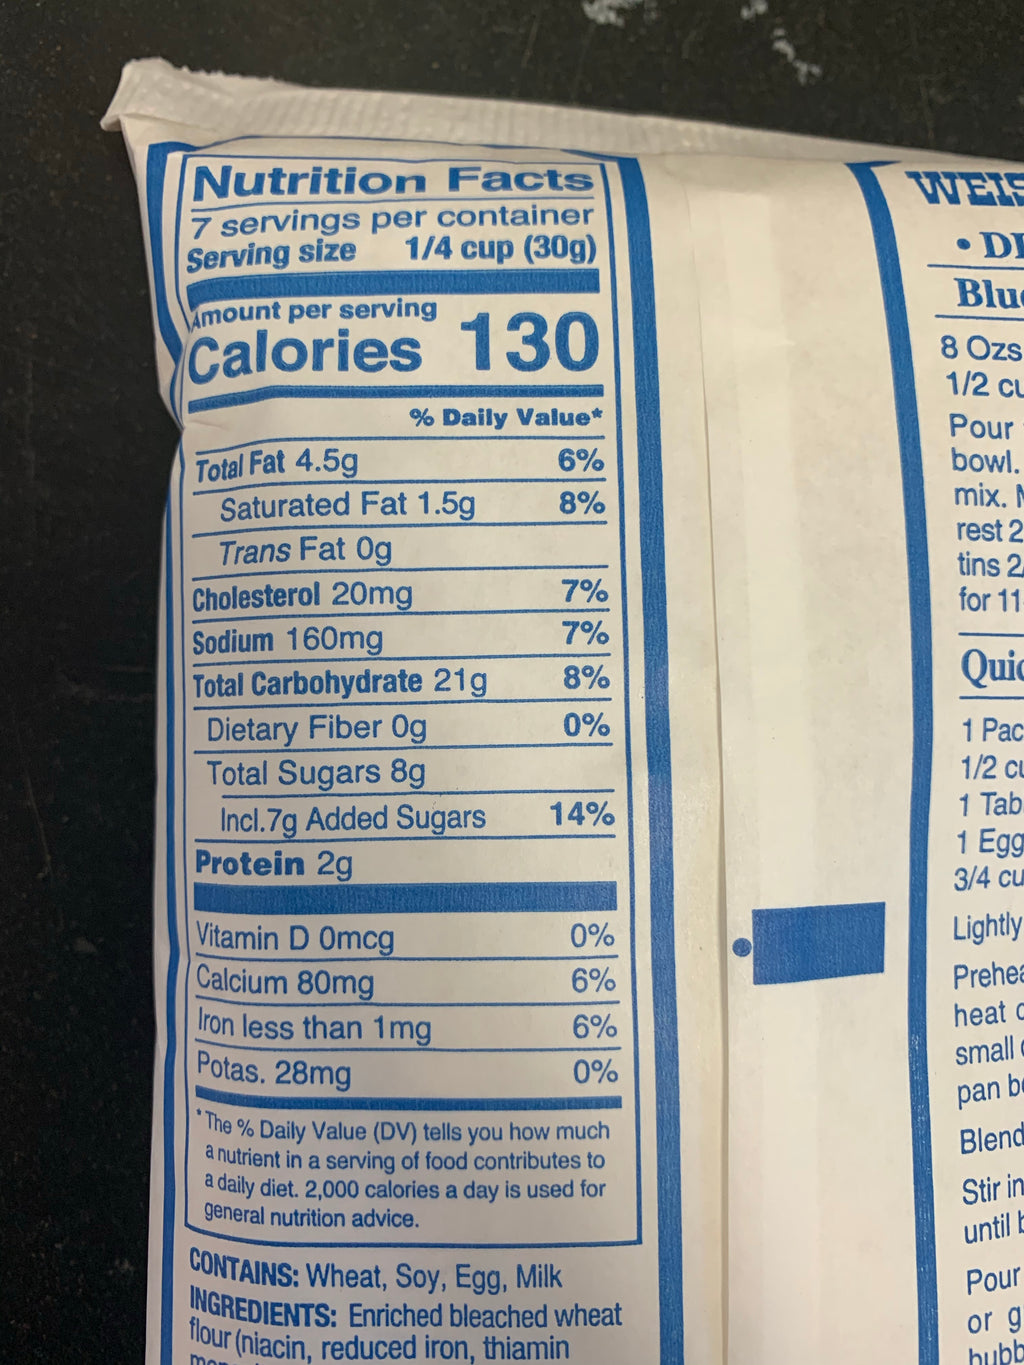 Nutrition Facts
7 servings per container
Serving size 1/4 cup (30g)
Amount per serving
Calories 130
% Daily Value*
Total Fat 4.5g 6%
Saturated Fat 1.5g 8%
Trans Fat 0g
Cholesterol 20mg 7%
Sodium 160mg 7%
Total Carbohydrate 21g 8%
Dietary Fiber 0g 0%
Total Sugars 8g
Incl.7g Added Sugars 14%
Protein 2g
Vitamin D 0mcg 0%
Calcium 80mg 6%
Iron less than 1mg 6%
Potas. 28mg 0%
*The % Daily Value (DV) tells you how much
a nutrient in a serving of food contributes to
a daily diet. 2,000 calories a day is used for
general nutrition advice.
CONTAINS: Wheat, Soy, Egg, Milk
INGREDIENTS: Enriched bleached wheat
flour (niacin, reduced iron, thiamin
8 Ozs
1/2
Pour
bowl.
mix.
rest 2
tins
for 11
1
1/2
1
1 Egg
3/4
Lightly
heat
small
pan
Blend
Stir in
until
Pour
or